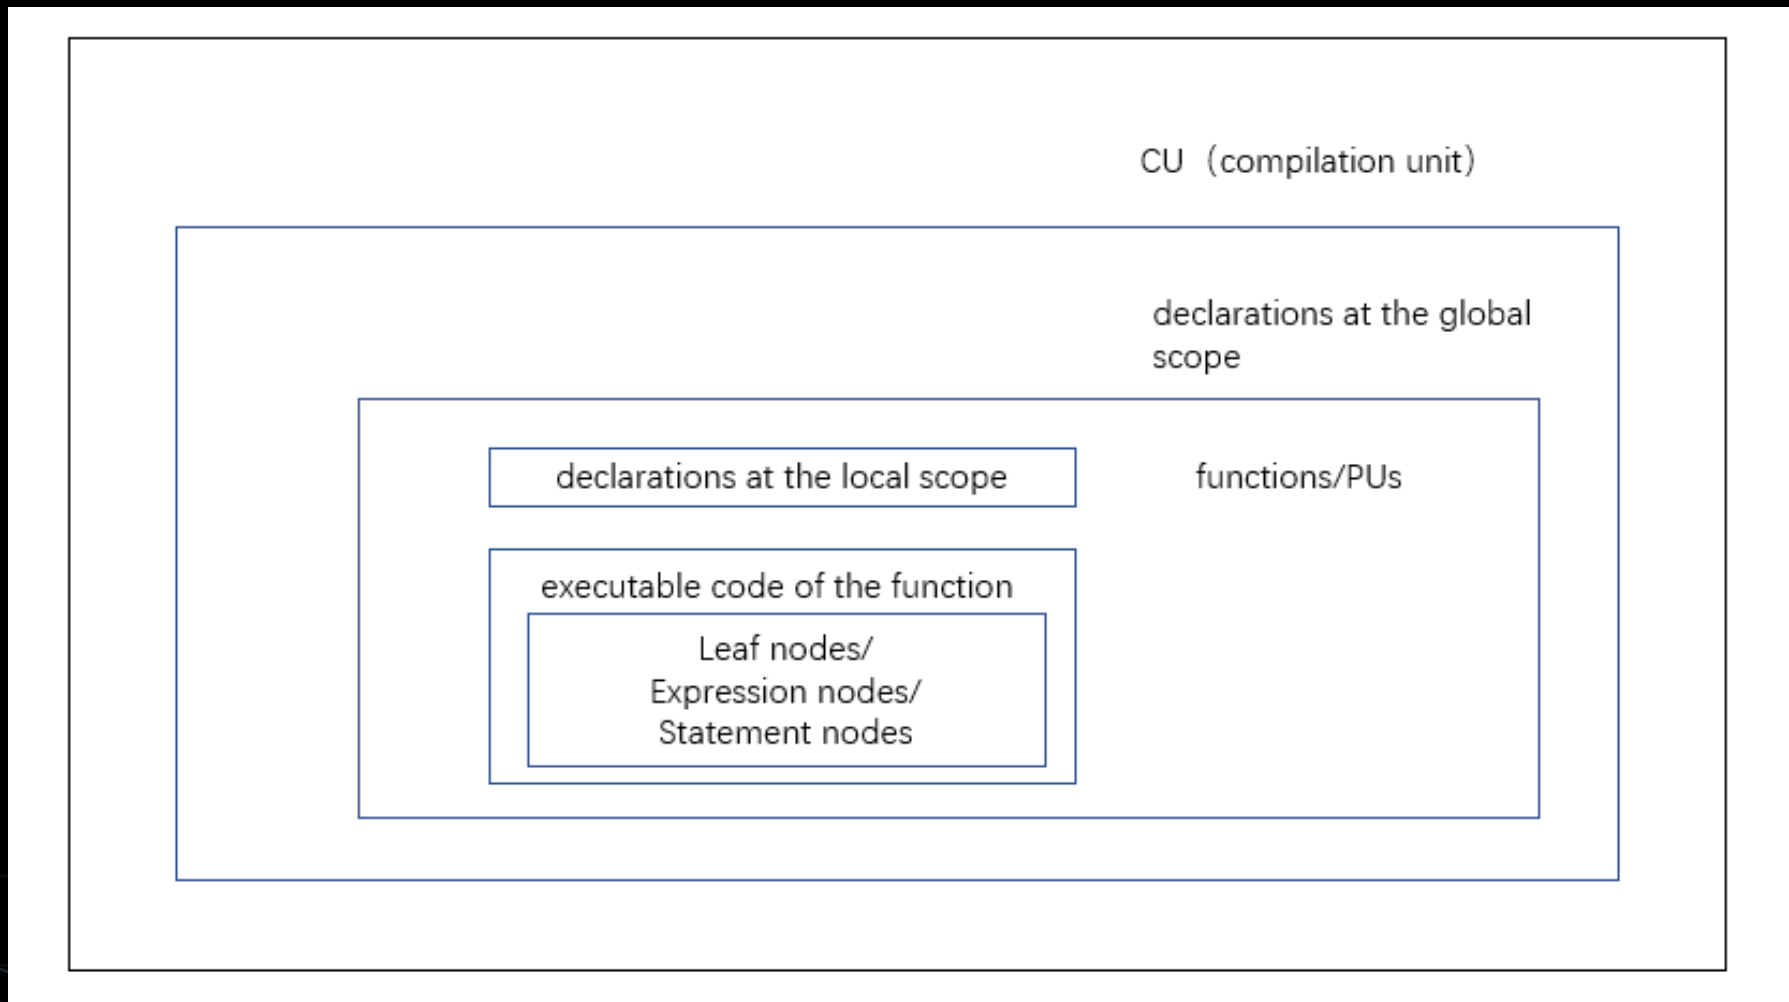 CU（compilation unit）
declarations at the global
scope
declarations at the local scope
functions/PUs
executable code of the function
Leaf nodes/
Expression nodes/
Statement nodes